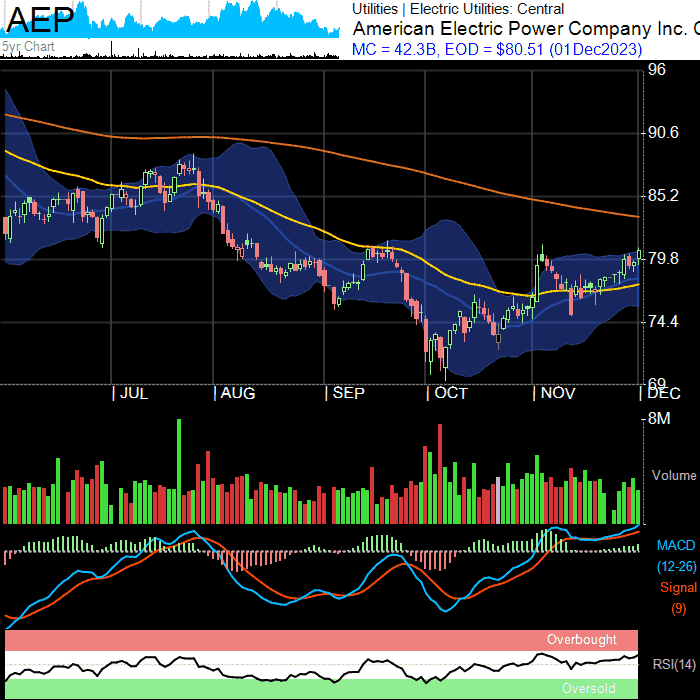 AEP
5yr Chart
Utilities | Electric Utilities: Central
American Electric Power Company Inc. C
MC = 42.3B, EOD = $80.51 (01Dec2023)
96
90.6
85.2
79.8
74.4
69
| JUL | AUG | SEP | OCT | NOV | DEC
8M
Volume
MACD
(12-26)
Signal
(9)
Overbought
RSI(14)
Oversold